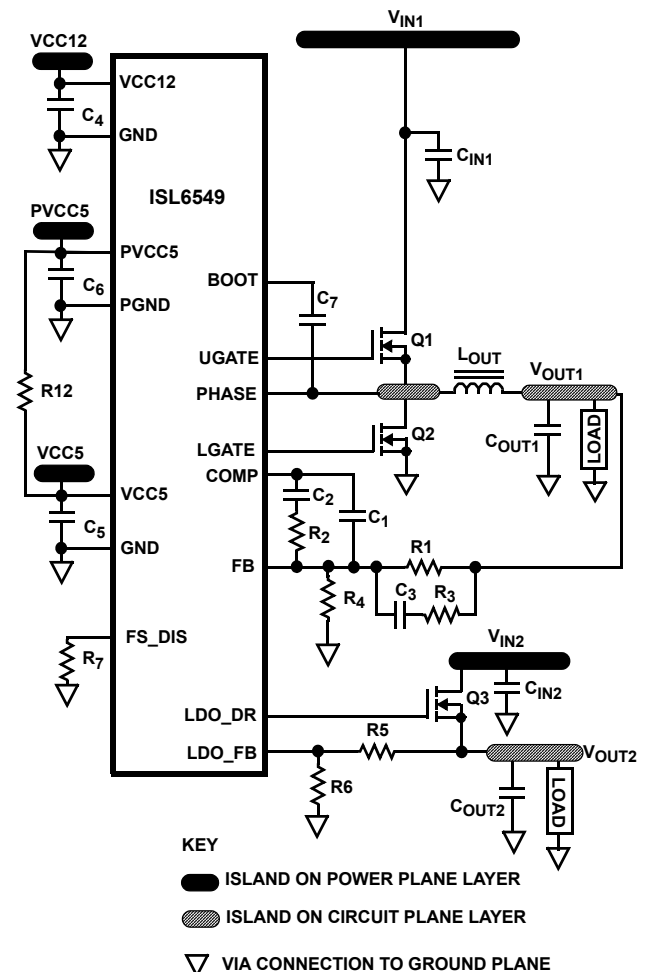 VIN1
VCC12
VCC12
C4
GND
CIN1
ISL6549
PVCC5
PVCC5
C6
PGND
BOOT
C7
Q1
UGATE
LOUT
VOUT1
R12
PHASE
Q2
COUT1
LOAD
LGATE
VCC5
COMP
VCC5
C2
C1
C5
R2
GND
R1
FB
C3
R3
R4
FS_DIS
VIN2
R7
Q3
CIN2
LDO_DR
R5
LDO_FB
VOUT2
R6
COUT2
LOAD
KEY
ISLAND ON POWER PLANE LAYER
ISLAND ON CIRCUIT PLANE LAYER
VIA CONNECTION TO GROUND PLANE